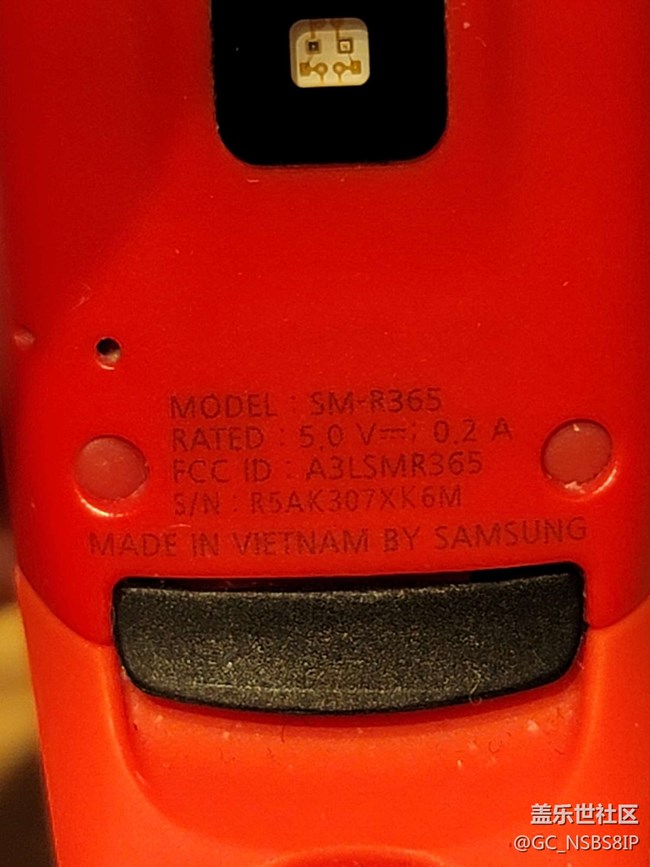 MODEL : SM-R365
RATED : 5.0 V⎓; 0.2 A
FCC ID : A3LSMR365
S/N : R5AK307XK6M
MADE IN VIETNAM BY SAMSUNG
盖乐世社区
@GC_NSBS8IP